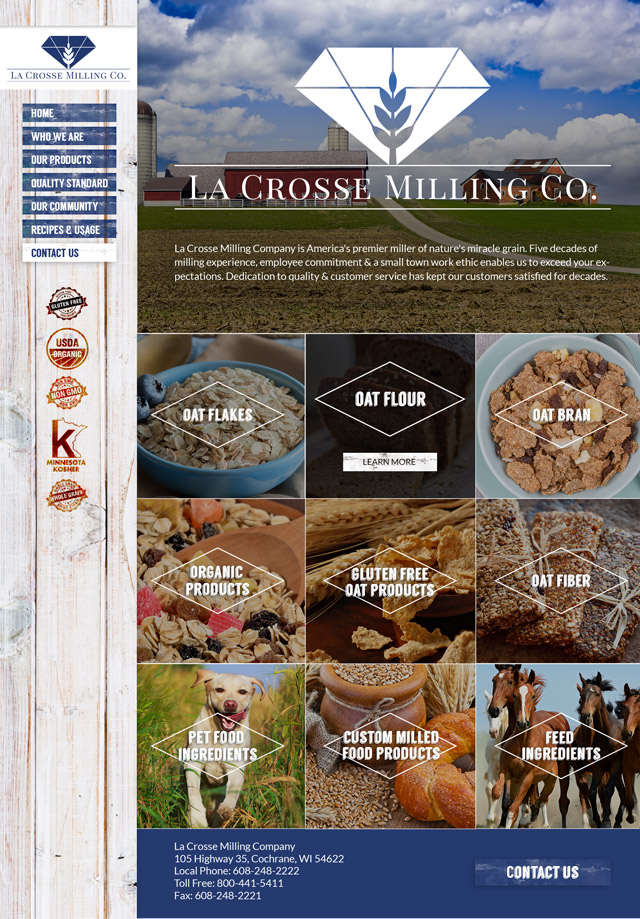 LA CROSSE MILLING CO.
HOME
WHO WE ARE
OUR PRODUCTS
QUALITY STANDARD
OUR COMMUNITY
RECIPES & USAGE
CONTACT US
GLUTEN FREE
USDA
ORGANIC
NON GMO
K
MINNESOTA
KOSHER
WHOLE GRAIN
LA CROSSE MILLING CO.
La Crosse Milling Company is America's premier miller of nature's miracle grain. Five decades of
milling experience, employee commitment & a small town work ethic enables us to exceed your ex-
pectations. Dedication to quality & customer service has kept our customers satisfied for decades.
OAT FLAKES
OAT FLOUR
LEARN MORE
OAT BRAN
ORGANIC
PRODUCTS
GLUTEN FREE
OAT PRODUCTS
OAT FIBER
PET FOOD
INGREDIENTS
CUSTOM MILLED
FOOD PRODUCTS
FEED
INGREDIENTS
La Crosse Milling Company
105 Highway 35, Cochrane, WI 54622
Local Phone: 608-248-2222
Toll Free: 800-441-5411
Fax: 608-248-2221
CONTACT US